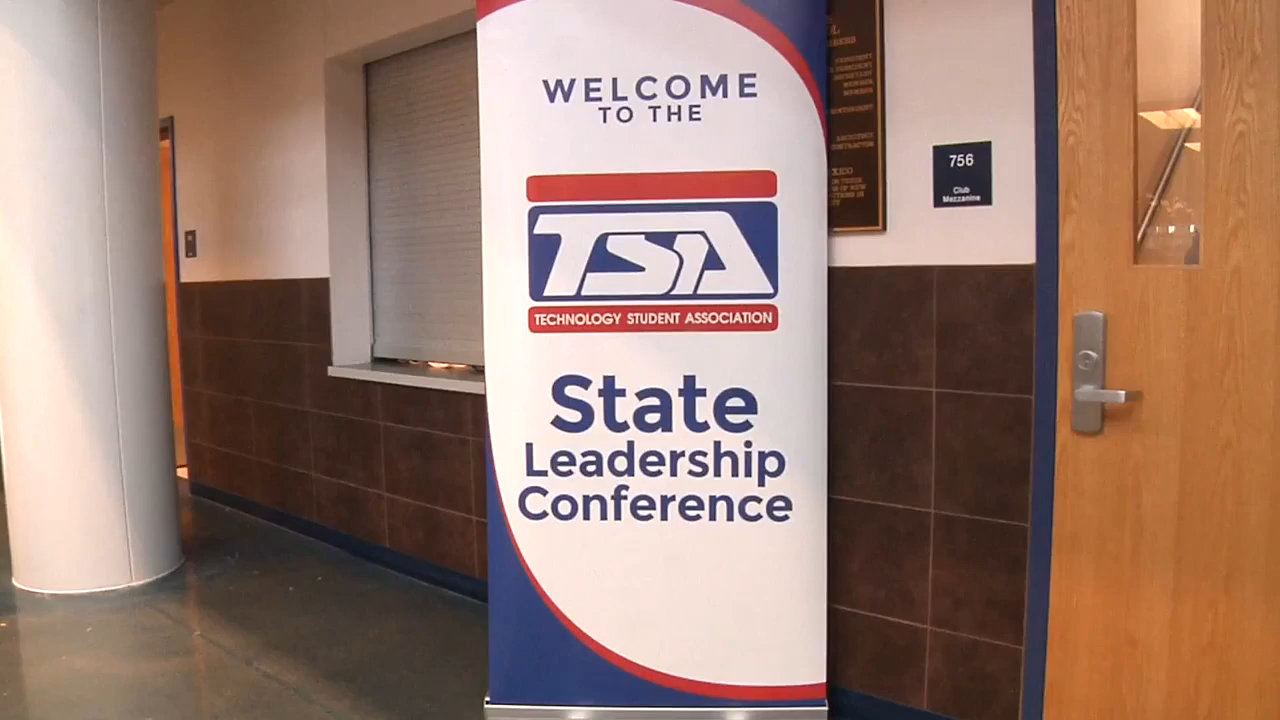 WELCOME
TO THE
TSA
TECHNOLOGY STUDENT ASSOCIATION
State
Leadership
Conference
756
Club
Mezzanine